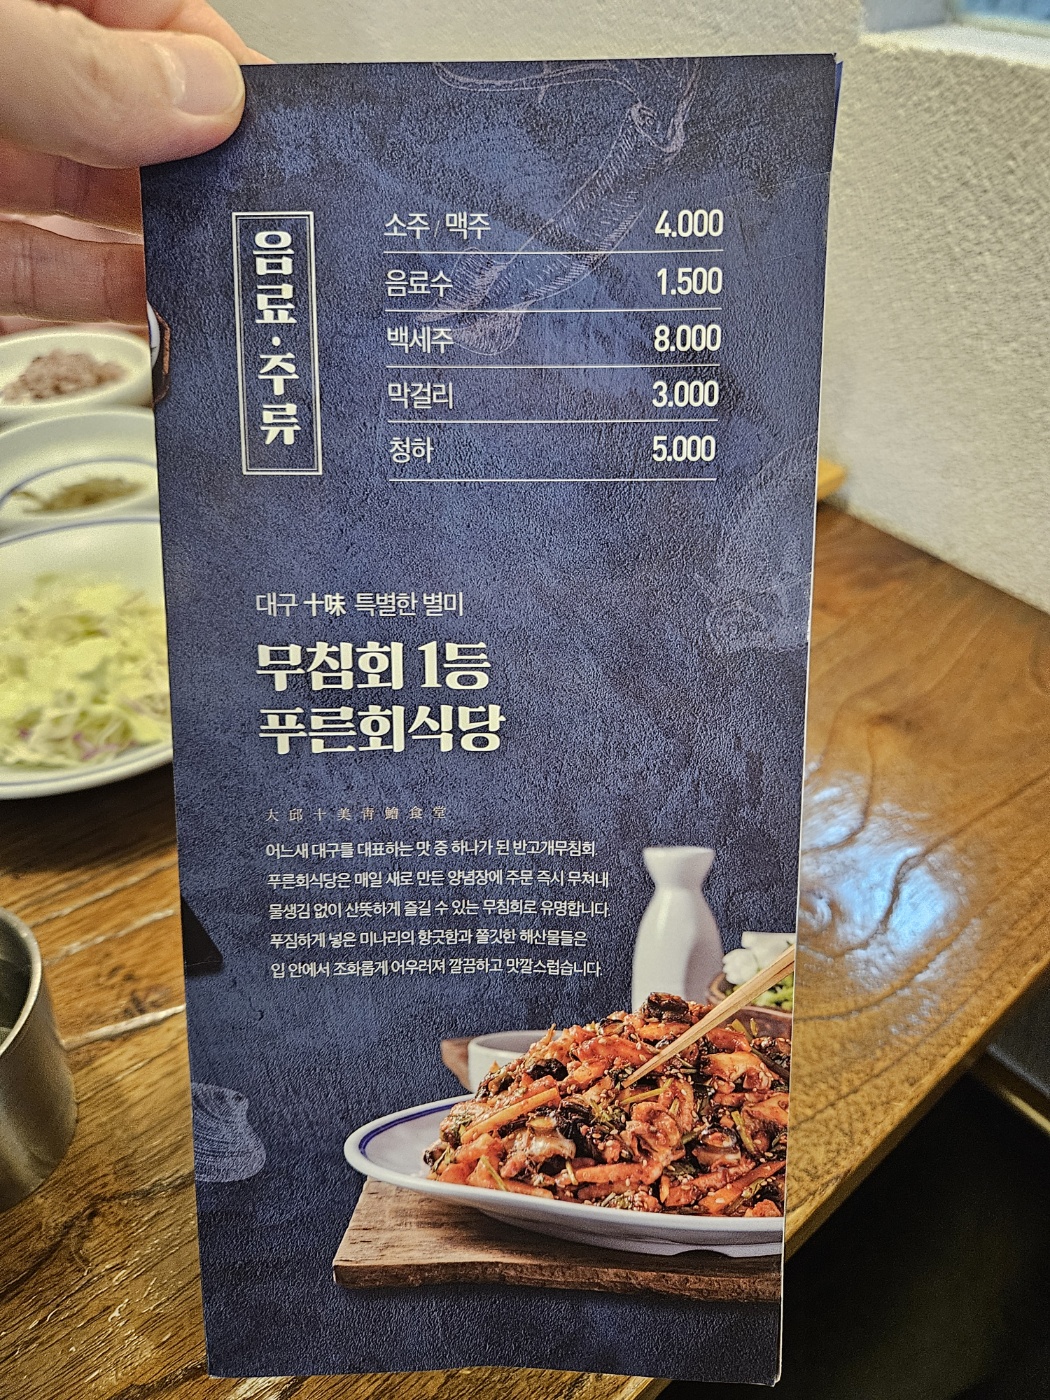 음료·주류
소주 / 맥주 4.000
음료수 1.500
백세주 8.000
막걸리 3.000
청하 5.000
대구 十味 특별한 별미
무침회 1등
푸른회식당
大邱十美靑鱠食堂
어느새 대구를 대표하는 맛 중 하나가 된 반고개무침회
푸른회식당은 매일 새로 만든 양념장에 주문 즉시 무쳐내
물생김 없이 산뜻하게 즐길 수 있는 무침회로 유명합니다.
푸짐하게 넣은 미나리의 향긋함과 쫄깃한 해산물들은
입 안에서 조화롭게 어우러져 깔끔하고 맛깔스럽습니다.